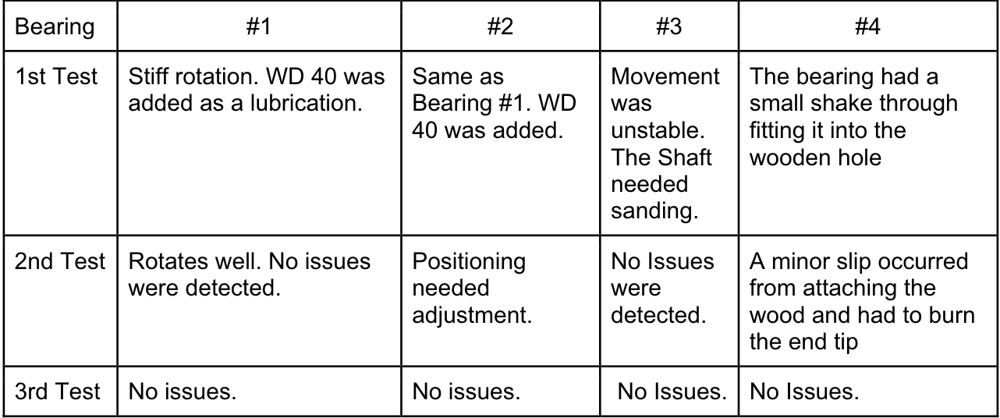 Bearing #1 #2 #3 #4
1st Test
Stiff rotation. WD 40 was
added as a lubrication.
Same as
Bearing #1. WD
40 was added.
Movement
was
unstable.
The Shaft
needed
sanding.
The bearing had a
small shake through
fitting it into the
wooden hole
2nd Test
Rotates well. No issues
were detected.
Positioning
needed
adjustment.
No Issues
were
detected.
A minor slip occurred
from attaching the
wood and had to burn
the end tip
3rd Test
No issues.
No issues.
No Issues.
No Issues.